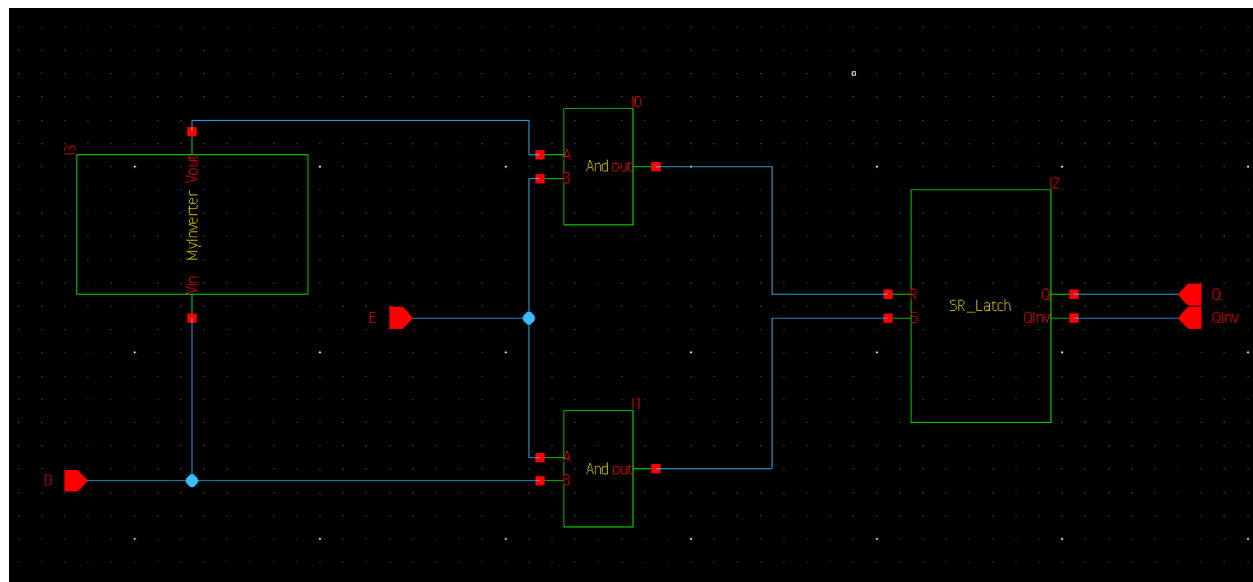 I0
I3
Vout
MyInverter
Vin
A
B
And out
I2
E
R
S
SR_Latch
Q
QInv
Q
QInv
I1
D
A
B
And out